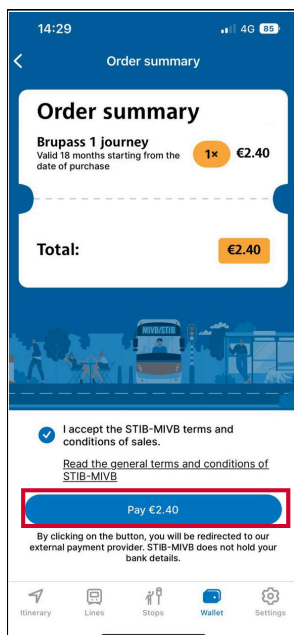 14:29
4G 85
Order summary
Order summary
Brupass 1 journey
Valid 18 months starting from the
date of purchase
1× €2.40
Total:
€2.40
MIVB/STIB
I accept the STIB-MIVB terms and
conditions of sales.
Read the general terms and conditions of
STIB-MIVB
Pay €2.40
By clicking on the button, you will be redirected to our
external payment provider. STIB-MIVB does not hold your
bank details.
Itinerary Lines Stops Wallet Settings